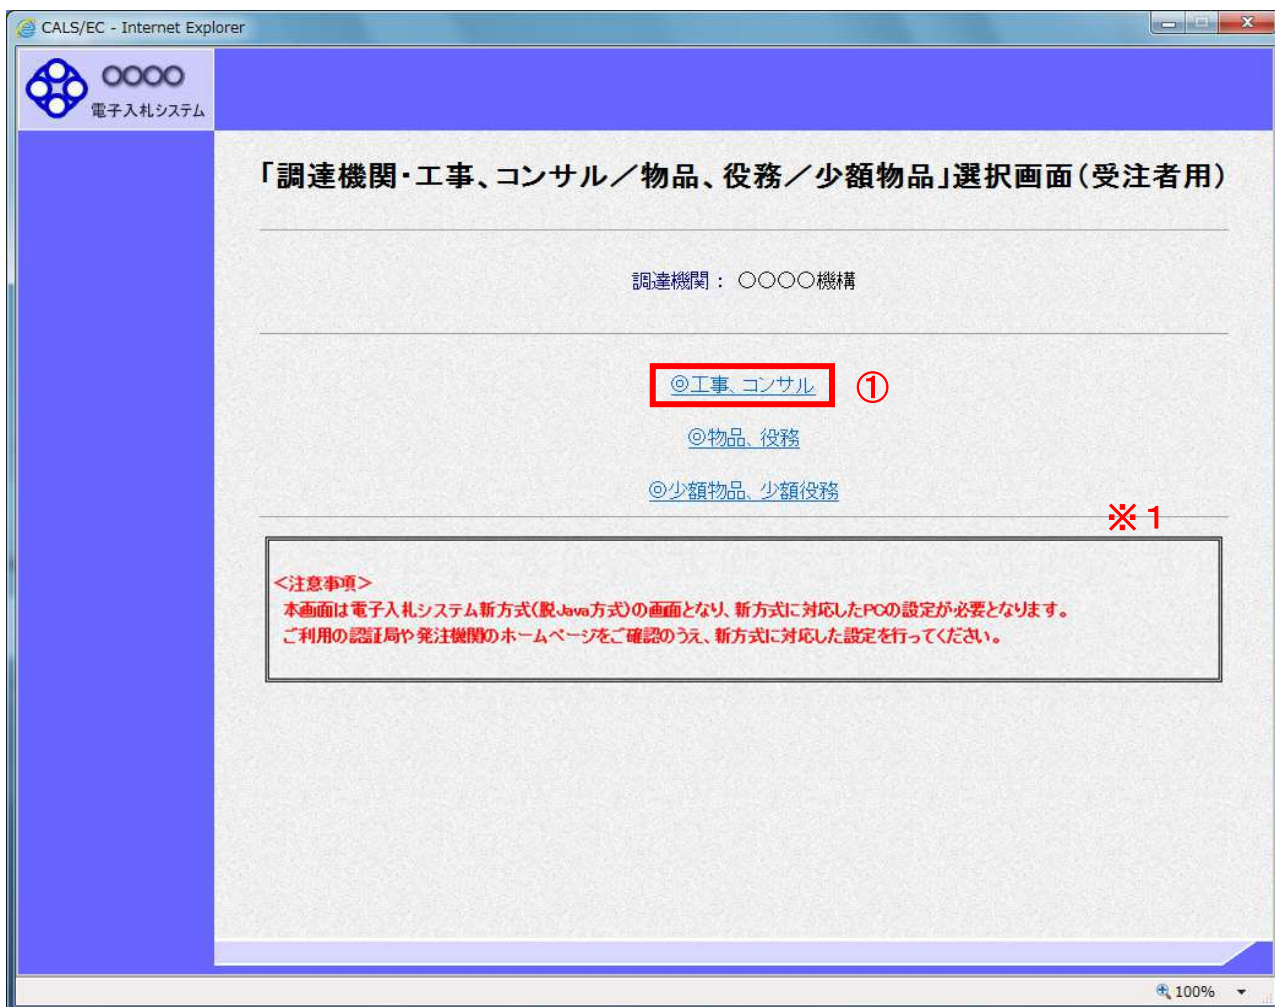 CALS/EC - Internet Explorer
○○○○
電子入札システム
「調達機関・工事、コンサル／物品、役務／少額物品」選択画面（受注者用）
調達機関： ○○○○機構
◎工事、コンサル ①
◎物品、役務
◎少額物品、少額役務
※１
＜注意事項＞
本画面は電子入札システム新方式(脱Java方式)の画面となり、新方式に対応したPCの設定が必要となります。
ご利用の認証局や発注機関のホームページをご確認のうえ、新方式に対応した設定を行ってください。
100%